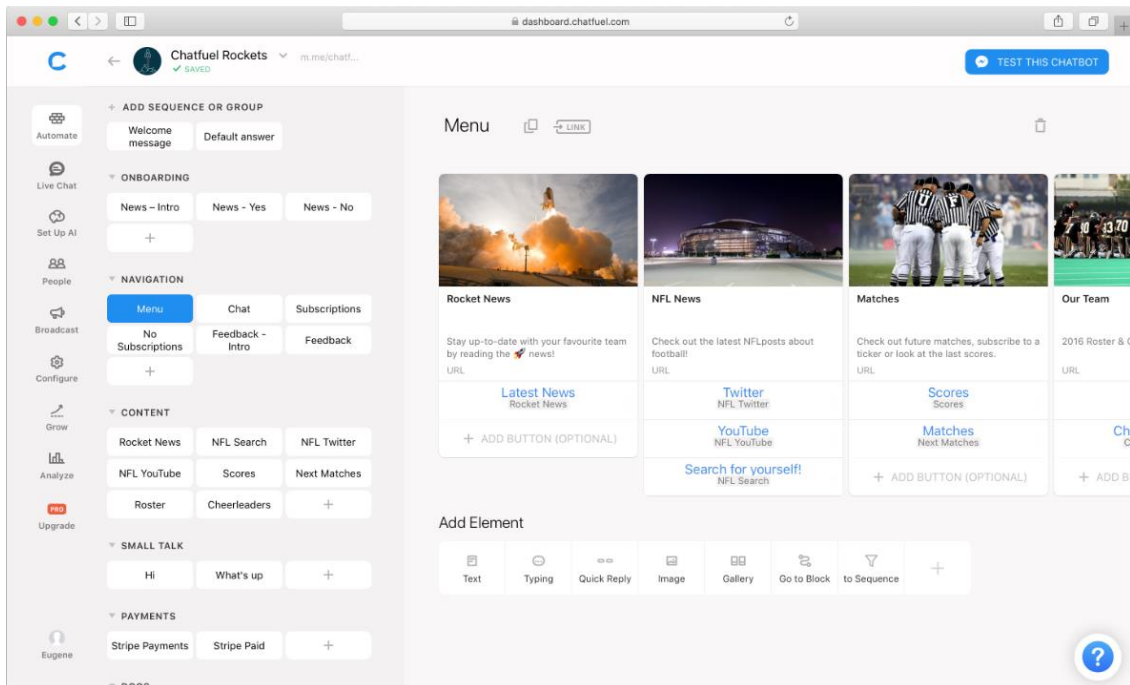 dashboard.chatfuel.com
Chatfuel Rockets
m.me/chatf...
SAVED
TEST THIS CHATBOT
Automate
Live Chat
Set Up AI
People
Broadcast
Configure
Grow
Analyze
PRO
Upgrade
Eugene
+ ADD SEQUENCE OR GROUP
Welcome
message
Default answer
ONBOARDING
News – Intro
News - Yes
News - No
+
NAVIGATION
Menu
Chat
Subscriptions
No
Subscriptions
Feedback -
Intro
Feedback
+
CONTENT
Rocket News
NFL Search
NFL Twitter
NFL YouTube
Scores
Next Matches
Roster
Cheerleaders
+
SMALL TALK
Hi
What's up
+
PAYMENTS
Stripe Payments
Stripe Paid
+
Menu
LINK
Rocket News
Stay up-to-date with your favourite team
by reading the 🚀 news!
URL
Latest News
Rocket News
+ ADD BUTTON (OPTIONAL)
NFL News
Check out the latest NFLposts about
football!
URL
Twitter
NFL Twitter
YouTube
NFL YouTube
Search for yourself!
NFL Search
Matches
Check out future matches, subscribe to a
ticker or look at the last scores.
URL
Scores
Scores
Matches
Next Matches
+ ADD BUTTON (OPTIONAL)
Our Team
2016 Roster &
URL
Ch
C
+ ADD B
Add Element
Text
Typing
Quick Reply
Image
Gallery
Go to Block
to Sequence
+
?